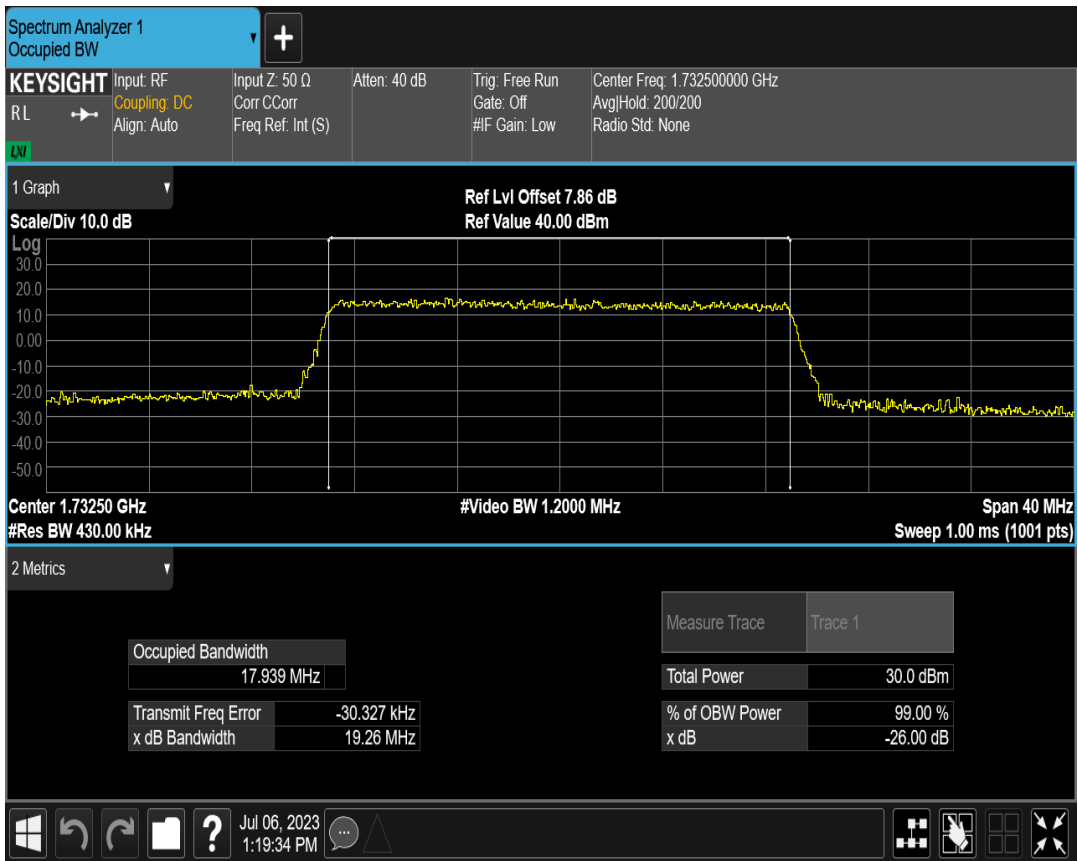 Spectrum Analyzer 1
Occupied BW
KEYSIGHT
RL
LXI
Input: RF
Coupling: DC
Align: Auto
Input Z: 50 Ω
Corr CCorr
Freq Ref: Int (S)
Atten: 40 dB
Trig: Free Run
Gate: Off
#IF Gain: Low
Center Freq: 1.732500000 GHz
Avg|Hold: 200/200
Radio Std: None
1 Graph
Scale/Div 10.0 dB
Ref Lvl Offset 7.86 dB
Ref Value 40.00 dBm
Log
30.0
20.0
10.0
0.00
-10.0
-20.0
-30.0
-40.0
-50.0
Center 1.73250 GHz
#Video BW 1.2000 MHz
Span 40 MHz
#Res BW 430.00 kHz
Sweep 1.00 ms (1001 pts)
2 Metrics
Measure Trace Trace 1
Occupied Bandwidth
17.939 MHz
Total Power 30.0 dBm
Transmit Freq Error -30.327 kHz
% of OBW Power 99.00 %
x dB Bandwidth 19.26 MHz
x dB -26.00 dB
Jul 06, 2023
1:19:34 PM